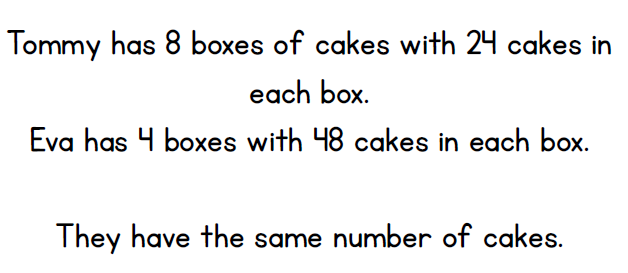 Tommy has 8 boxes of cakes with 24 cakes in
each box.
Eva has 4 boxes with 48 cakes in each box.
They have the same number of cakes.